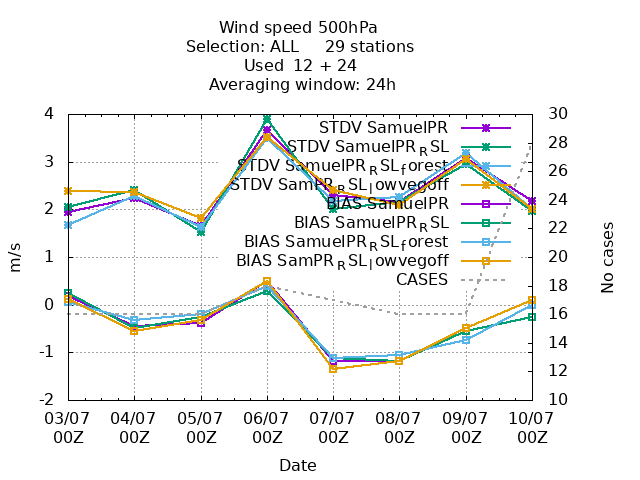 Wind speed 500hPa
Selection: ALL 29 stations
Used 12 + 24
Averaging window: 24h
4
3
2
1
0
-1
-2
m/s
30
28
26
24
22
20
18
16
14
12
10
No cases
STDV SamuelPR
STDV SamuelPR_RSL
STDV SamuelPR_RSL_forest
STDV SamPR_RSL_lowvegoff
BIAS SamuelPR
BIAS SamuelPR_RSL
BIAS SamuelPR_RSL_forest
BIAS SamPR_RSL_lowvegoff
CASES
03/07 04/07 05/07 06/07 07/07 08/07 09/07 10/07
00Z 00Z 00Z 00Z 00Z 00Z 00Z 00Z
Date